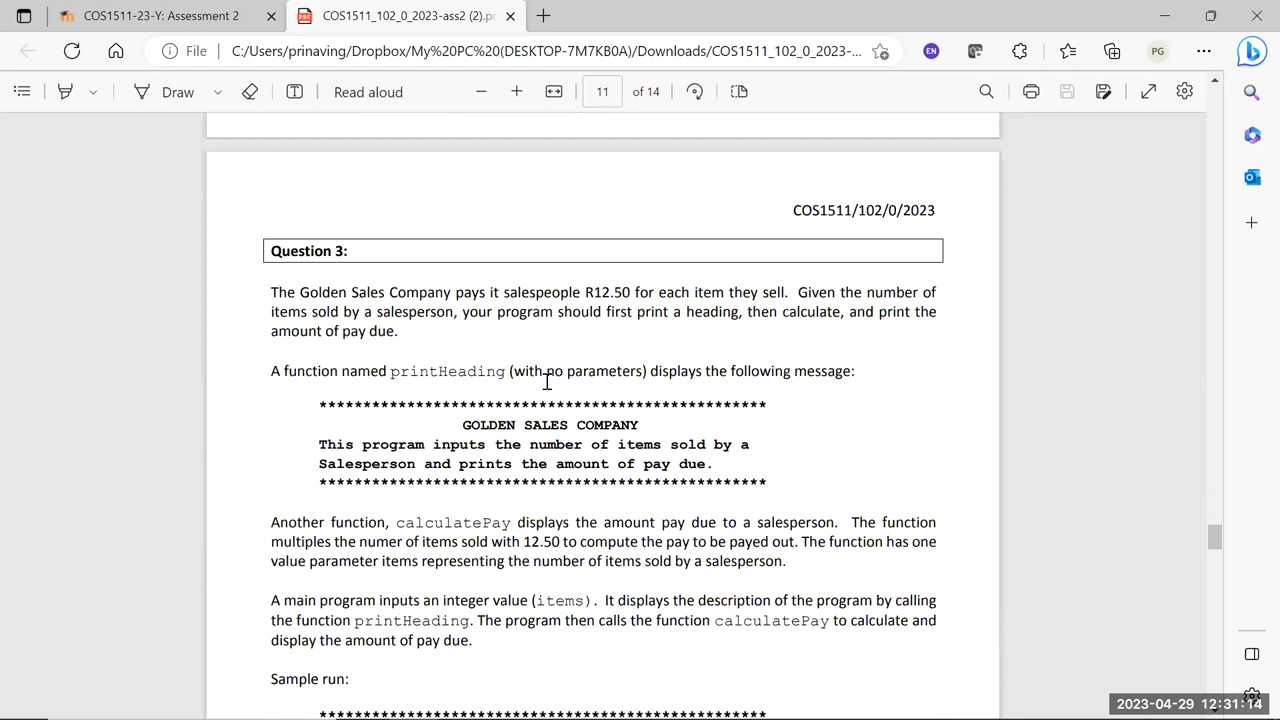 COS1511-23-Y: Assessment 2
COS1511_102_0_2023-ass2 (2).pd
File
C:/Users/prinaving/Dropbox/My%20PC%20(DESKTOP-7M7KB0A)/Downloads/COS1511_102_0_2023-...
EN
PG
Draw
Read aloud
11 of 14
COS1511/102/0/2023
Question 3:
The Golden Sales Company pays it salespeople R12.50 for each item they sell. Given the number of
items sold by a salesperson, your program should first print a heading, then calculate, and print the
amount of pay due.
A function named printHeading (with no parameters) displays the following message:
***************************************************
GOLDEN SALES COMPANY
This program inputs the number of items sold by a
Salesperson and prints the amount of pay due.
***************************************************
Another function, calculatePay displays the amount pay due to a salesperson. The function
multiples the numer of items sold with 12.50 to compute the pay to be payed out. The function has one
value parameter items representing the number of items sold by a salesperson.
A main program inputs an integer value (items). It displays the description of the program by calling
the function printHeading. The program then calls the function calculatePay to calculate and
display the amount of pay due.
Sample run:
***************************************************
2023-04-29 12:31:14